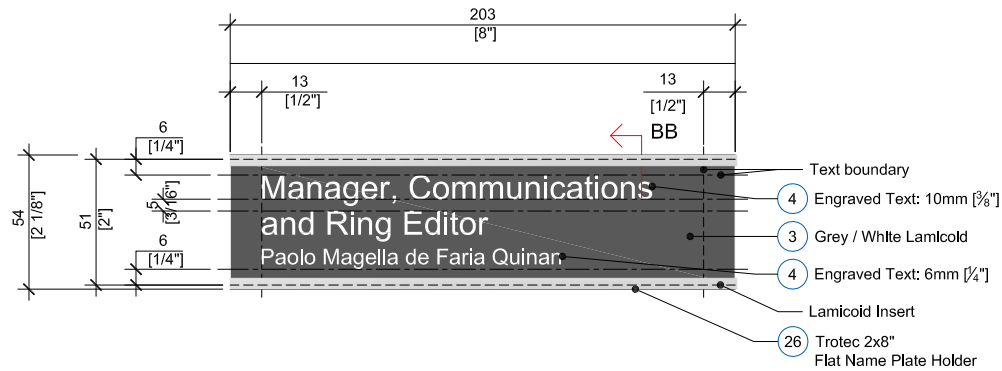 203
[8"]
13
[1/2"]
13
[1/2"]
BB
6
[1/4"]
54
[2 1/8"]
51
[2"]
5
[3/16"]
6
[1/4"]
Manager, Communications
and Ring Editor
Paolo Magella de Faria Quinan
Text boundary
4 Engraved Text: 10mm [⅜"]
3 Grey / White Lamicold
4 Engraved Text: 6mm [¼"]
Lamicoid Insert
26 Trotec 2x8"
Flat Name Plate Holder